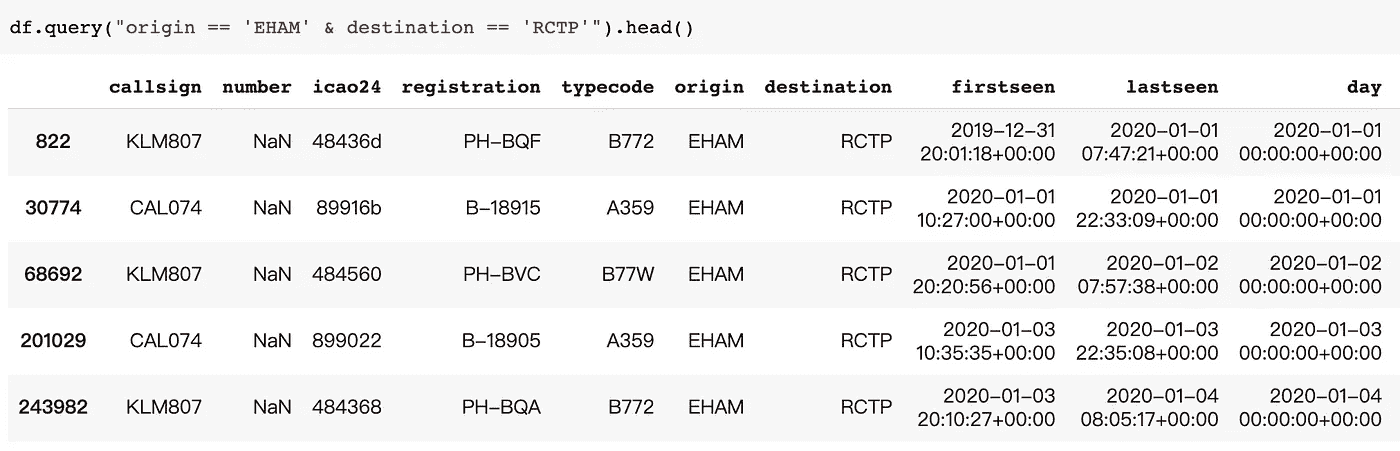 df.query("origin == 'EHAM' & destination == 'RCTP'").head()
callsign number icao24 registration typecode origin destination firstseen lastseen day
822 KLM807 NaN 48436d PH–BQF B772 EHAM RCTP 2019–12–31 2020–01–01 2020–01–01
20:01:18+00:00 07:47:21+00:00 00:00:00+00:00
30774 CAL074 NaN 89916b B–18915 A359 EHAM RCTP 2020–01–01 2020–01–01 2020–01–01
10:27:00+00:00 22:33:09+00:00 00:00:00+00:00
68692 KLM807 NaN 484560 PH–BVC B77W EHAM RCTP 2020–01–01 2020–01–02 2020–01–02
20:20:56+00:00 07:57:38+00:00 00:00:00+00:00
201029 CAL074 NaN 899022 B–18905 A359 EHAM RCTP 2020–01–03 2020–01–03 2020–01–03
10:35:35+00:00 22:35:08+00:00 00:00:00+00:00
243982 KLM807 NaN 484368 PH–BQA B772 EHAM RCTP 2020–01–03 2020–01–04 2020–01–04
20:10:27+00:00 08:05:17+00:00 00:00:00+00:00